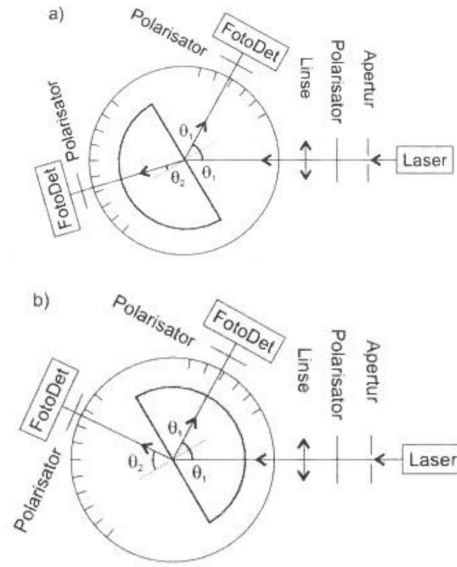 a)
Polarisator
FotoDet
Linse
Polarisator
Apertur
Laser
Polarisator
FotoDet
θ₁
θ₂
θ₁
b)
Polarisator
FotoDet
Linse
Polarisator
Apertur
Laser
FotoDet
Polarisator
θ₁
θ₂
θ₁